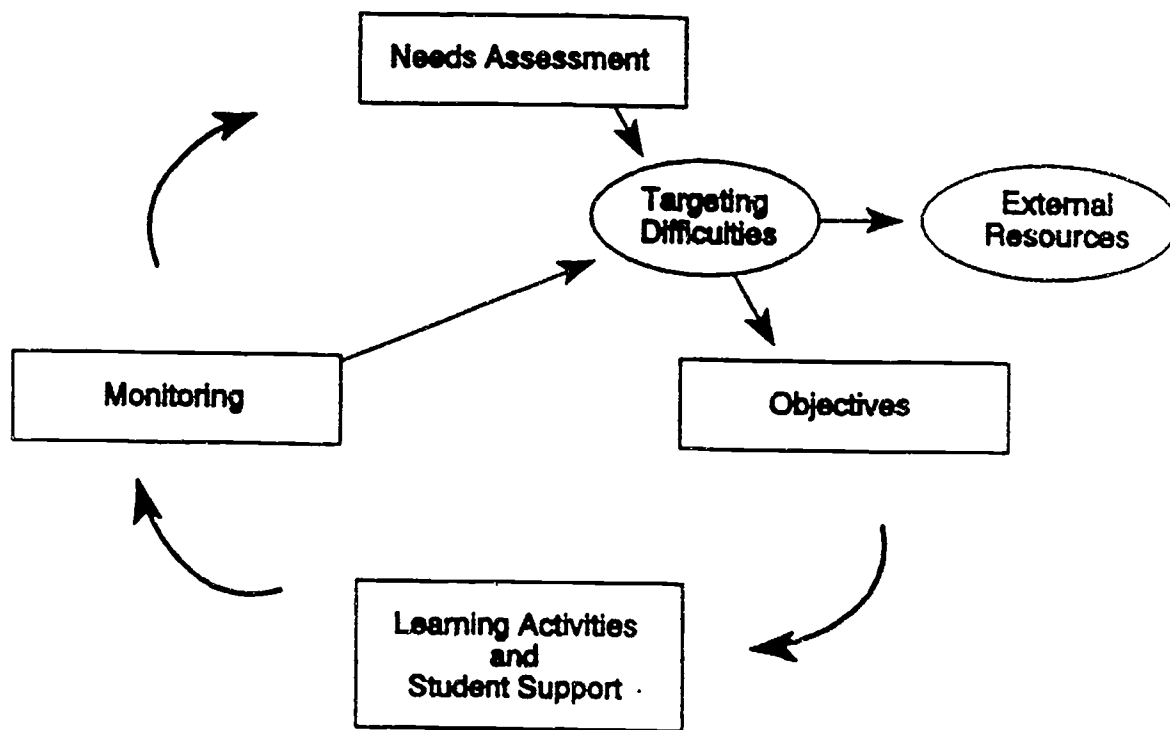 Needs Assessment
Targeting
Difficulties
External
Resources
Monitoring
Objectives
Learning Activities
and
Student Support